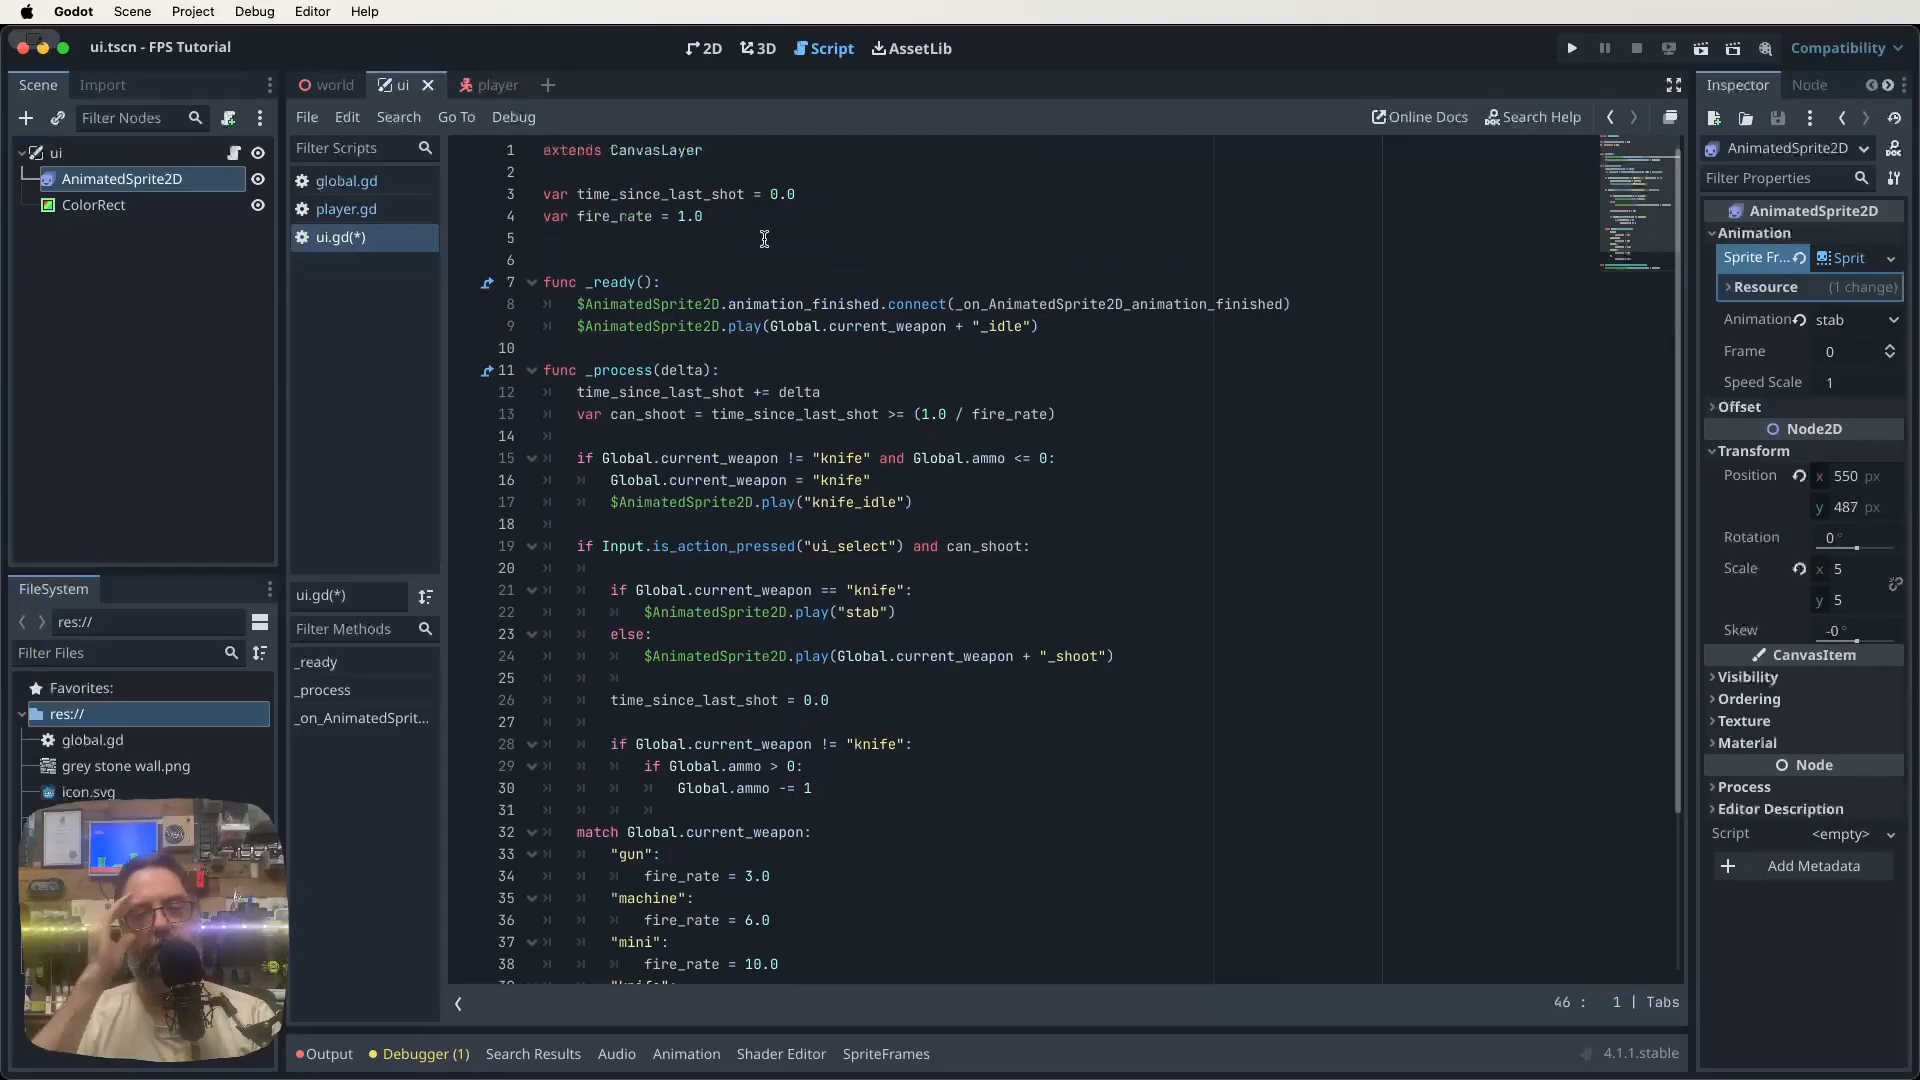 Godot Scene Project Debug Editor Help
ui.tscn - FPS Tutorial
2D 3D Script AssetLib
Compatibility
Scene Import
Filter Nodes
ui
AnimatedSprite2D
ColorRect
FileSystem
res://
Filter Files
Favorites:
res://
global.gd
grey stone wall.png
icon.svg
world ui player
File Edit Search Go To Debug
Online Docs Search Help
Filter Scripts
global.gd
player.gd
ui.gd(*)
ui.gd(*)
Filter Methods
_ready
_process
_on_AnimatedSprit...
1 extends CanvasLayer
2
3 var time_since_last_shot = 0.0
4 var fire_rate = 1.0
5
6
7 func _ready():
8 $AnimatedSprite2D.animation_finished.connect(_on_AnimatedSprite2D_animation_finished)
9 $AnimatedSprite2D.play(Global.current_weapon + "_idle")
10
11 func _process(delta):
12 time_since_last_shot += delta
13 var can_shoot = time_since_last_shot >= (1.0 / fire_rate)
14
15 if Global.current_weapon != "knife" and Global.ammo <= 0:
16 Global.current_weapon = "knife"
17 $AnimatedSprite2D.play("knife_idle")
18
19 if Input.is_action_pressed("ui_select") and can_shoot:
20
21 if Global.current_weapon == "knife":
22 $AnimatedSprite2D.play("stab")
23 else:
24 $AnimatedSprite2D.play(Global.current_weapon + "_shoot")
25
26 time_since_last_shot = 0.0
27
28 if Global.current_weapon != "knife":
29 if Global.ammo > 0:
30 Global.ammo -= 1
31
32 match Global.current_weapon:
33 "gun":
34 fire_rate = 3.0
35 "machine":
36 fire_rate = 6.0
37 "mini":
38 fire_rate = 10.0
46 : 1 | Tabs
Output Debugger (1) Search Results Audio Animation Shader Editor SpriteFrames
4.1.1.stable
Inspector Node
AnimatedSprite2D
Filter Properties
AnimatedSprite2D
Animation
Sprite Fr... Sprit
Resource (1 change)
Animation stab
Frame 0
Speed Scale 1
Offset
Node2D
Transform
Position x 550 px
y 487 px
Rotation 0 °
Scale x 5
y 5
Skew -0 °
CanvasItem
Visibility
Ordering
Texture
Material
Node
Process
Editor Description
Script <empty>
Add Metadata